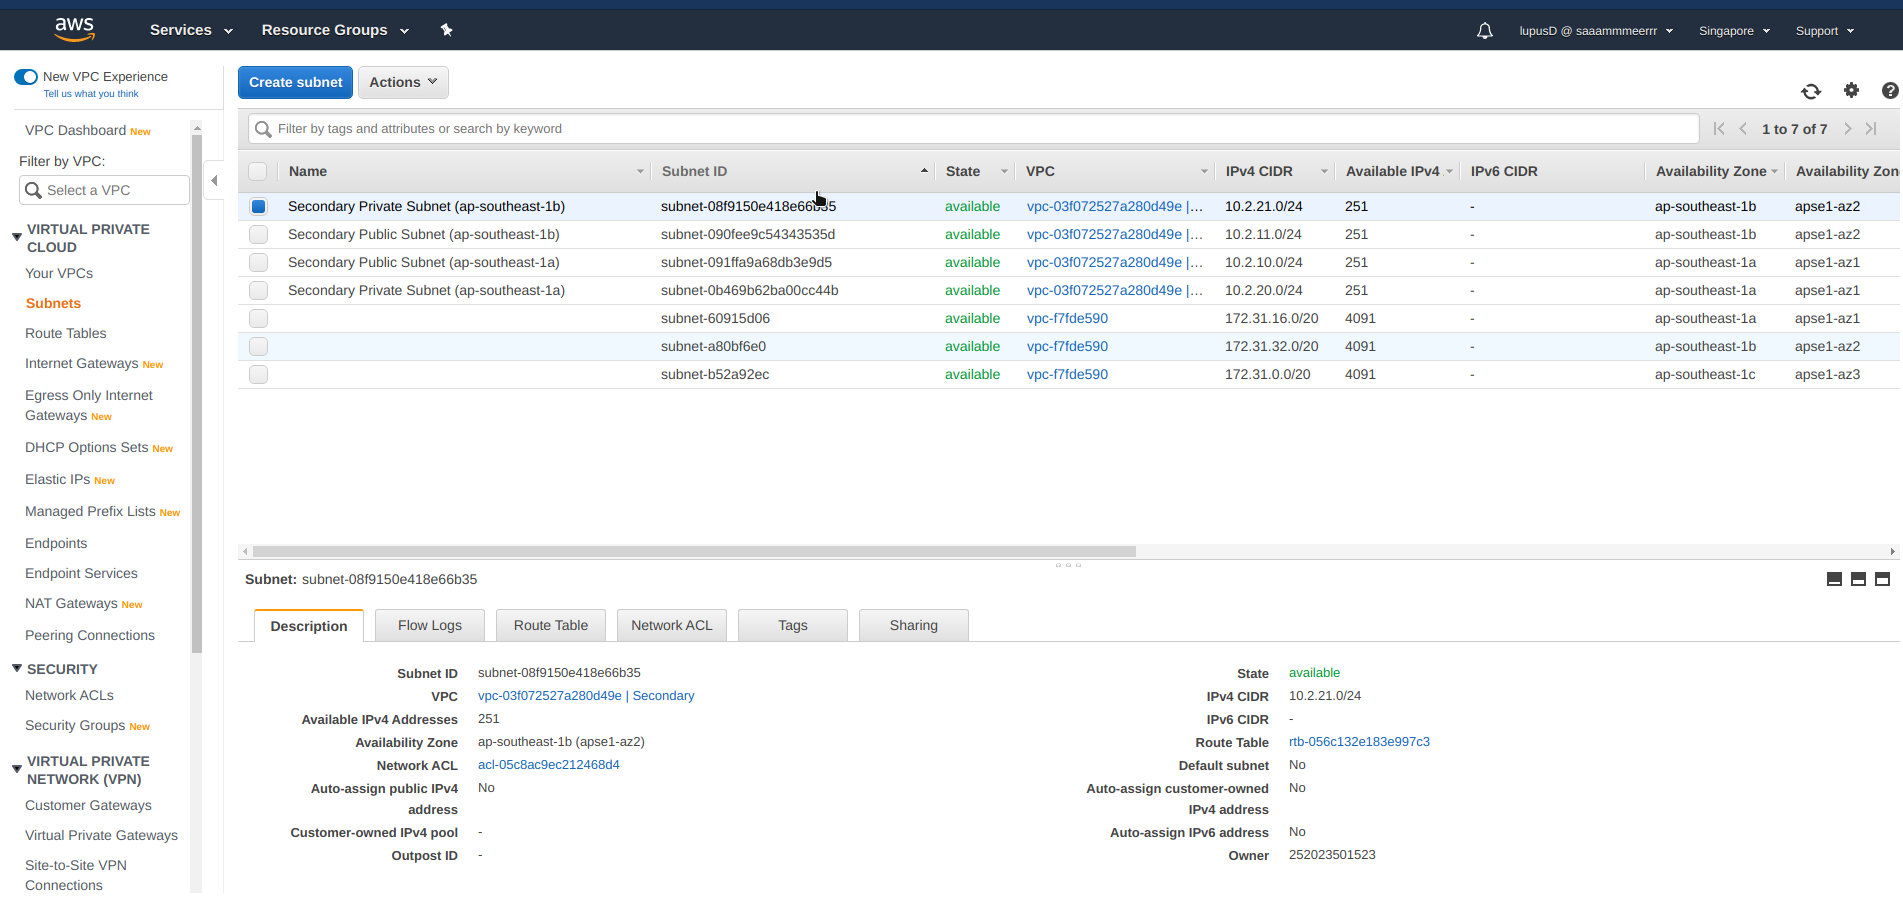 aws Services Resource Groups lupusD @ saaammmeerrr Singapore Support
New VPC Experience
Tell us what you think
VPC Dashboard New
Filter by VPC:
Select a VPC
VIRTUAL PRIVATE
CLOUD
Your VPCs
Subnets
Route Tables
Internet Gateways New
Egress Only Internet
Gateways New
DHCP Options Sets New
Elastic IPs New
Managed Prefix Lists New
Endpoints
Endpoint Services
NAT Gateways New
Peering Connections
SECURITY
Network ACLs
Security Groups New
VIRTUAL PRIVATE
NETWORK (VPN)
Customer Gateways
Virtual Private Gateways
Site-to-Site VPN
Connections
Create subnet Actions
Filter by tags and attributes or search by keyword 1 to 7 of 7
Name Subnet ID State VPC IPv4 CIDR Available IPv4 IPv6 CIDR Availability Zone Availability Zon
Secondary Private Subnet (ap-southeast-1b) subnet-08f9150e418e66b35 available vpc-03f072527a280d49e |... 10.2.21.0/24 251 - ap-southeast-1b apse1-az2
Secondary Public Subnet (ap-southeast-1b) subnet-090fee9c54343535d available vpc-03f072527a280d49e |... 10.2.11.0/24 251 - ap-southeast-1b apse1-az2
Secondary Public Subnet (ap-southeast-1a) subnet-091ffa9a68db3e9d5 available vpc-03f072527a280d49e |... 10.2.10.0/24 251 - ap-southeast-1a apse1-az1
Secondary Private Subnet (ap-southeast-1a) subnet-0b469b62ba00cc44b available vpc-03f072527a280d49e |... 10.2.20.0/24 251 - ap-southeast-1a apse1-az1
subnet-60915d06 available vpc-f7fde590 172.31.16.0/20 4091 - ap-southeast-1a apse1-az1
subnet-a80bf6e0 available vpc-f7fde590 172.31.32.0/20 4091 - ap-southeast-1b apse1-az2
subnet-b52a92ec available vpc-f7fde590 172.31.0.0/20 4091 - ap-southeast-1c apse1-az3
Subnet: subnet-08f9150e418e66b35
Description Flow Logs Route Table Network ACL Tags Sharing
Subnet ID subnet-08f9150e418e66b35
VPC vpc-03f072527a280d49e | Secondary
Available IPv4 Addresses 251
Availability Zone ap-southeast-1b (apse1-az2)
Network ACL acl-05c8ac9ec212468d4
Auto-assign public IPv4 No
address
Customer-owned IPv4 pool -
Outpost ID -
State available
IPv4 CIDR 10.2.21.0/24
IPv6 CIDR -
Route Table rtb-056c132e183e997c3
Default subnet No
Auto-assign customer-owned No
IPv4 address
Auto-assign IPv6 address No
Owner 252023501523